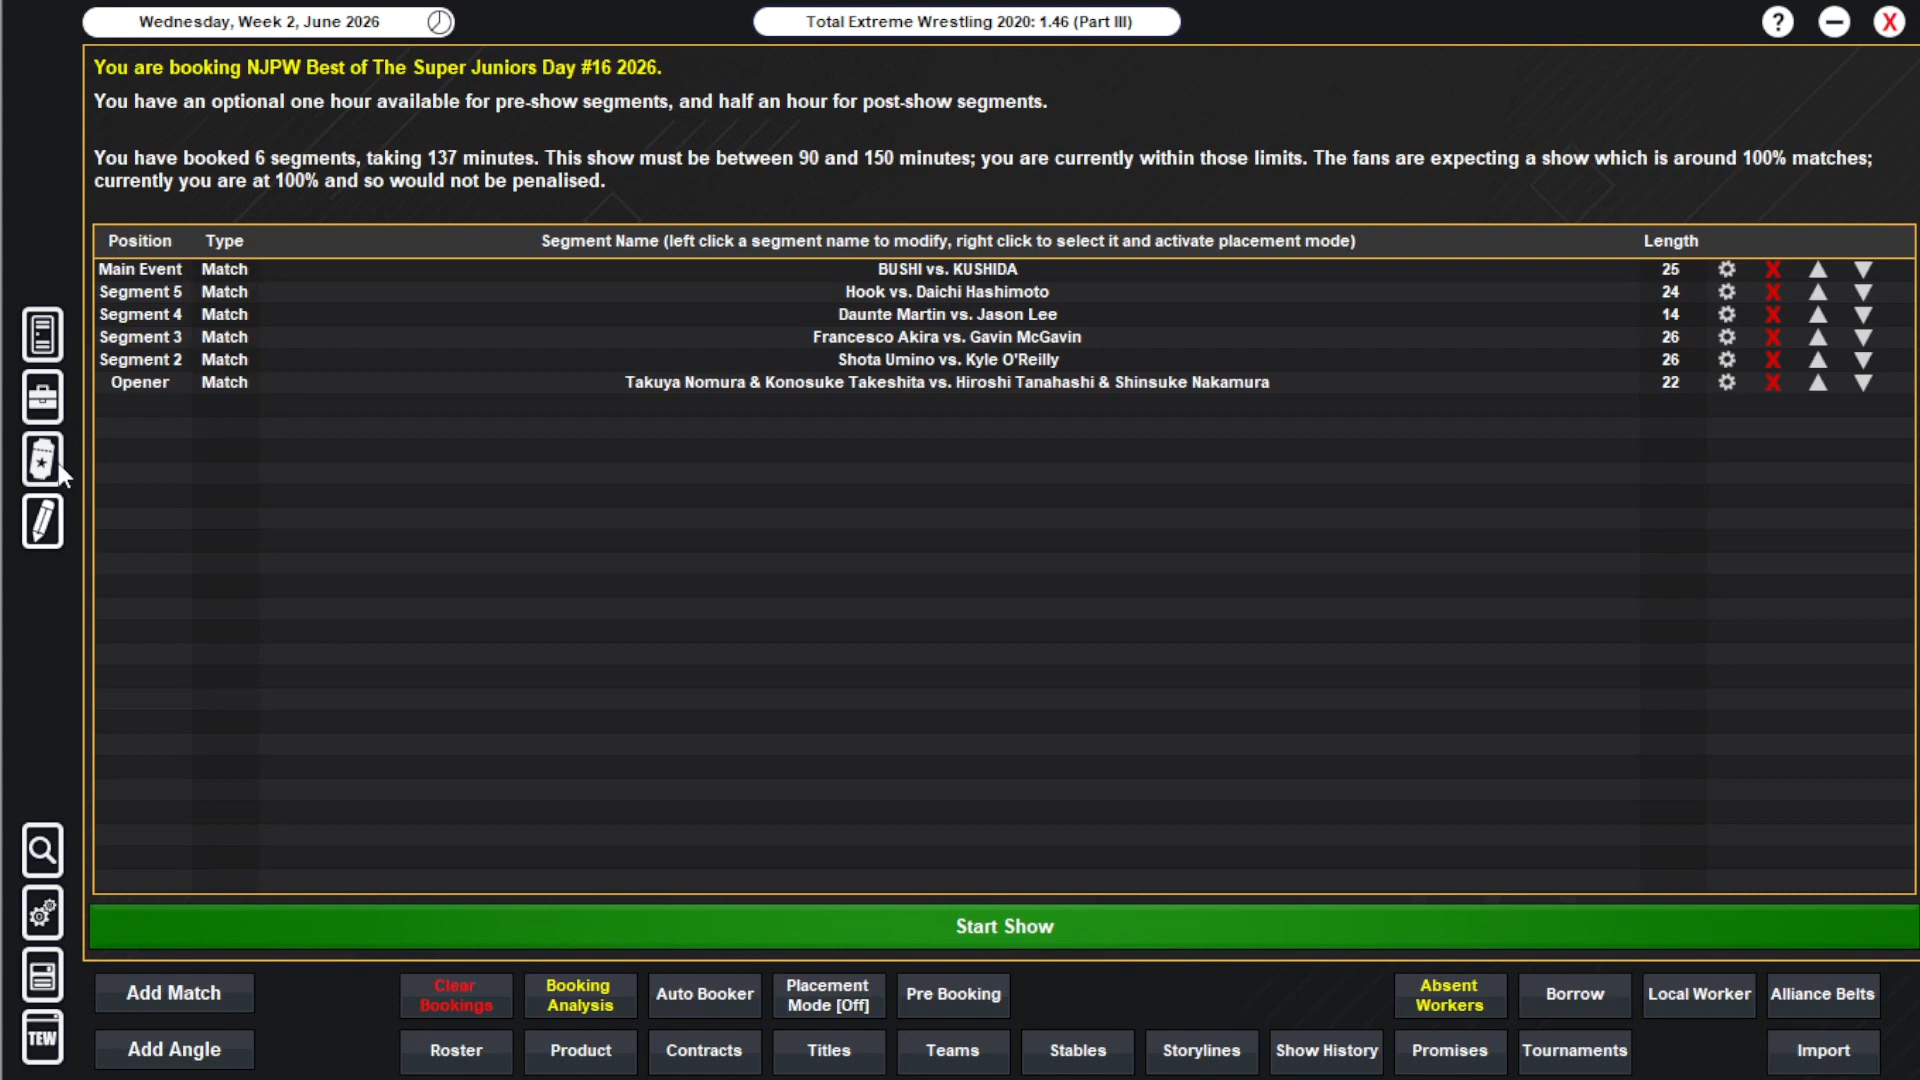 Wednesday, Week 2, June 2026
Total Extreme Wrestling 2020: 1.46 (Part III)
?
X
You are booking NJPW Best of The Super Juniors Day #16 2026.
You have an optional one hour available for pre-show segments, and half an hour for post-show segments.
You have booked 6 segments, taking 137 minutes. This show must be between 90 and 150 minutes; you are currently within those limits. The fans are expecting a show which is around 100% matches;
currently you are at 100% and so would not be penalised.
Position Type Segment Name (left click a segment name to modify, right click to select it and activate placement mode) Length
Main Event Match BUSHI vs. KUSHIDA 25 X
Segment 5 Match Hook vs. Daichi Hashimoto 24 X
Segment 4 Match Daunte Martin vs. Jason Lee 14 X
Segment 3 Match Francesco Akira vs. Gavin McGavin 26 X
Segment 2 Match Shota Umino vs. Kyle O'Reilly 26 X
Opener Match Takuya Nomura & Konosuke Takeshita vs. Hiroshi Tanahashi & Shinsuke Nakamura 22 X
Start Show
Add Match
Clear
Bookings
Booking
Analysis
Auto Booker
Placement
Mode [Off]
Pre Booking
Absent
Workers
Borrow
Local Worker
Alliance Belts
TEW
Add Angle
Roster
Product
Contracts
Titles
Teams
Stables
Storylines
Show History
Promises
Tournaments
Import